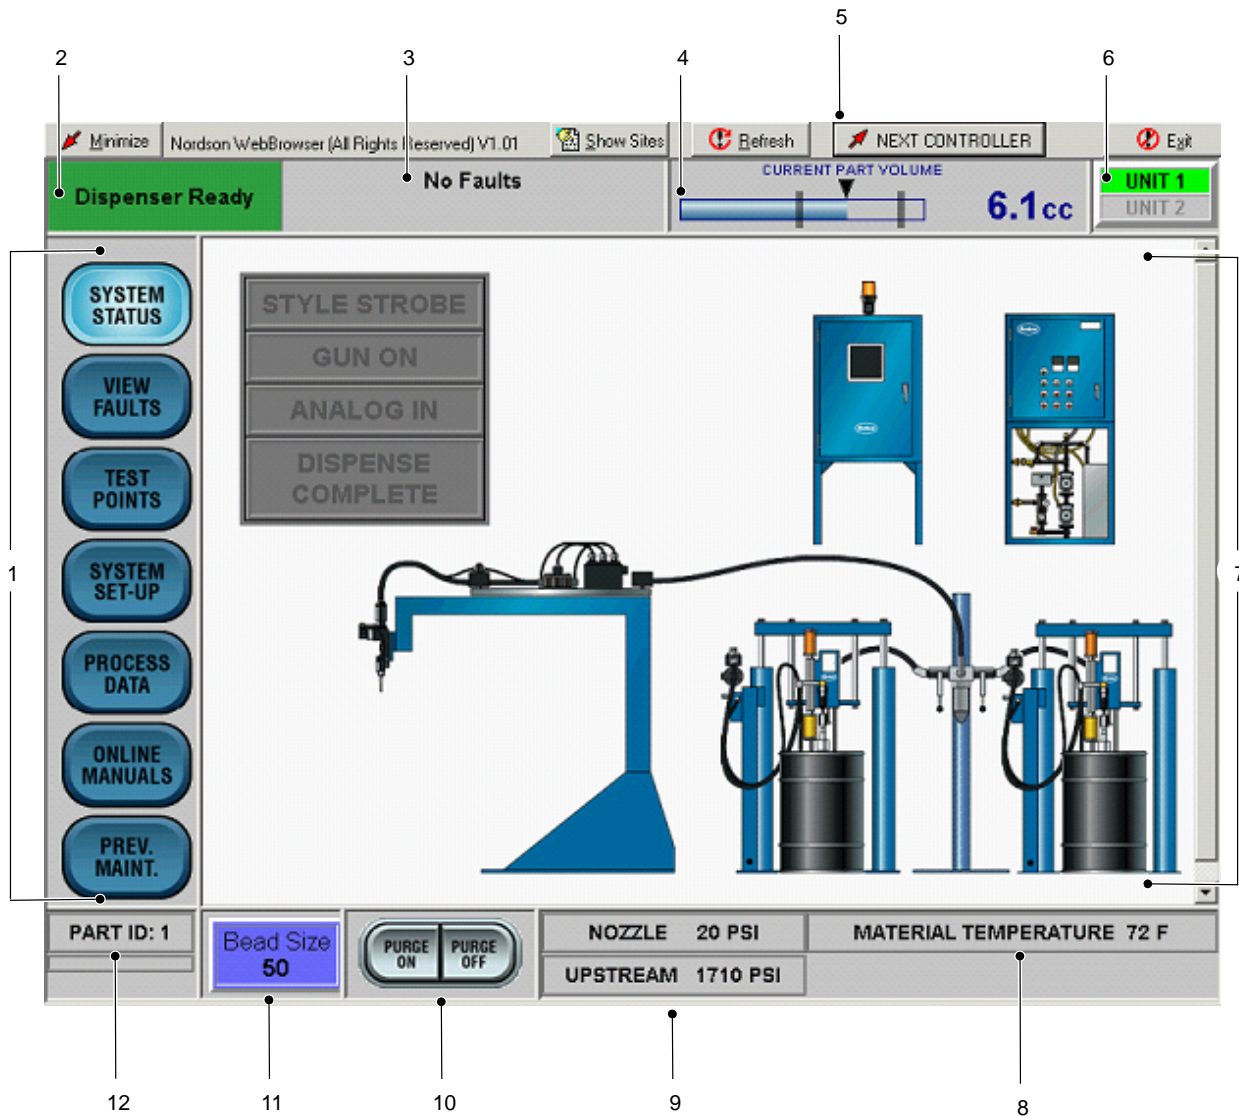 5
2
3
4
6
Minimize
Nordson WebBrowser (All Rights Reserved) V1.01
Show Sites
Refresh
NEXT CONTROLLER
Exit
Dispenser Ready
No Faults
CURRENT PART VOLUME
6.1cc
UNIT 1
UNIT 2
SYSTEM
STATUS
VIEW
FAULTS
TEST
POINTS
SYSTEM
SET-UP
PROCESS
DATA
ONLINE
MANUALS
PREV.
MAINT.
STYLE STROBE
GUN ON
ANALOG IN
DISPENSE
COMPLETE
1
7
PART ID: 1
Bead Size
50
PURGE
ON
PURGE
OFF
NOZZLE 20 PSI
UPSTREAM 1710 PSI
MATERIAL TEMPERATURE 72 F
12
11
10
9
8